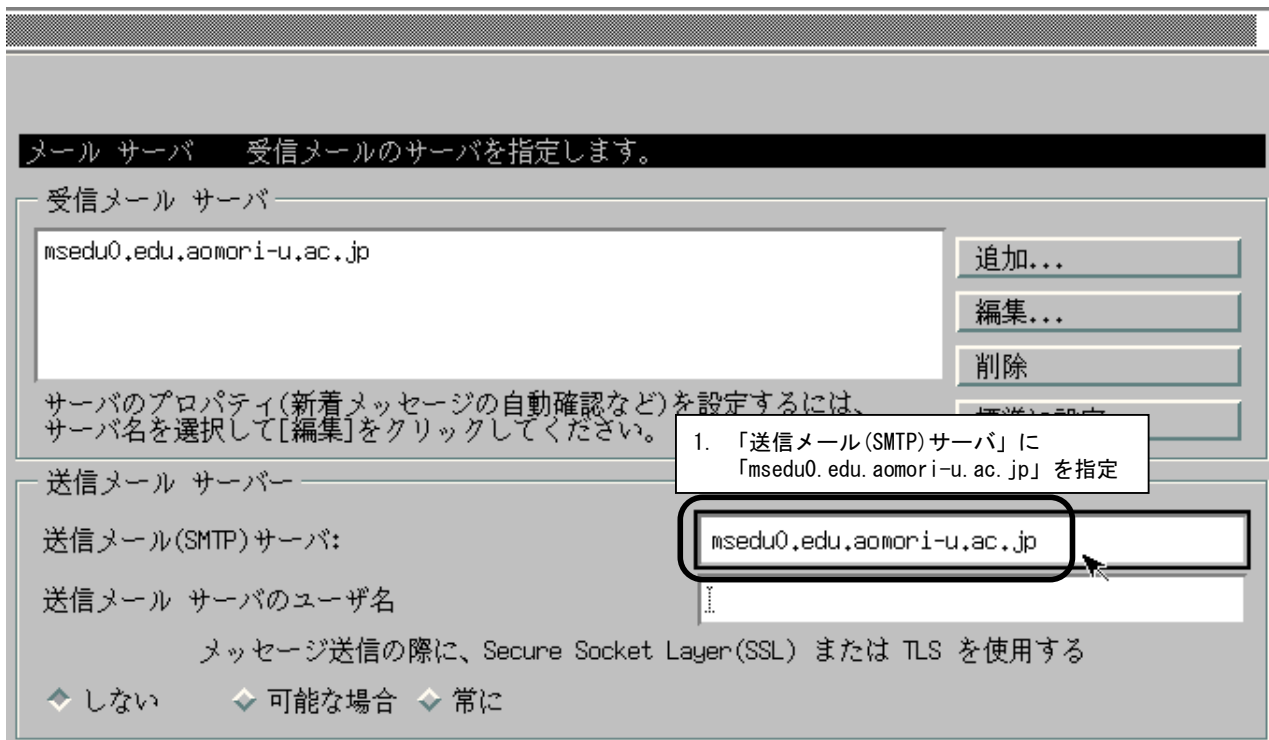 メール サーバ　受信メールのサーバを指定します。
受信メール サーバ
msedu0.edu.aomori-u.ac.jp
追加...
編集...
削除
サーバのプロパティ(新着メッセージの自動確認など)を設定するには、
サーバ名を選択して[編集]をクリックしてください。
1. 「送信メール(SMTP)サーバ」に
「msedu0.edu.aomori-u.ac.jp」を指定
送信メール サーバー
送信メール(SMTP)サーバ:
msedu0.edu.aomori-u.ac.jp
送信メール サーバのユーザ名
メッセージ送信の際に、Secure Socket Layer(SSL) または TLS を使用する
しない 可能な場合 常に